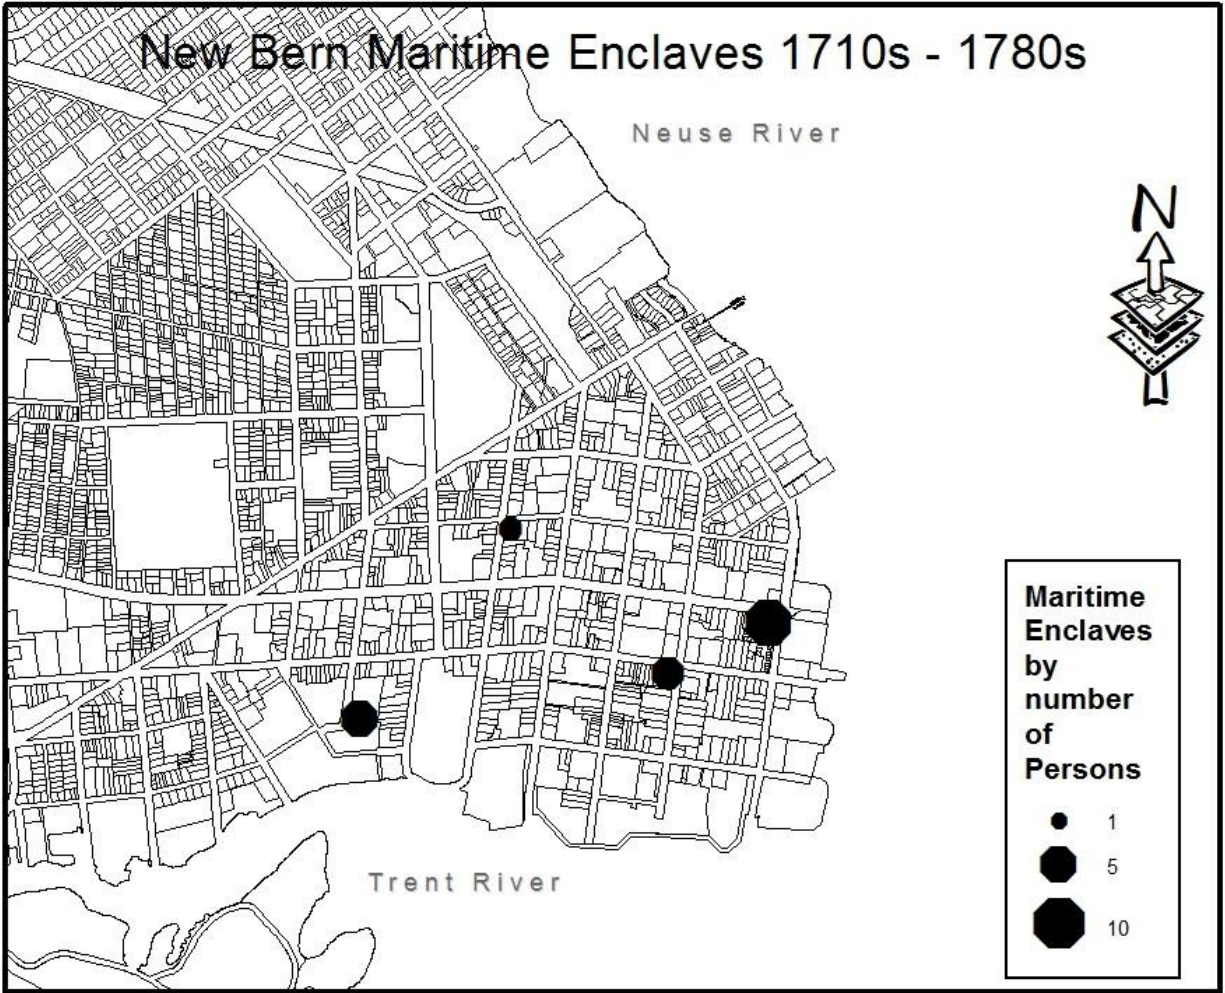 New Bern Maritime Enclaves 1710s - 1780s
Neuse River
N
Maritime
Enclaves
by
number
of
Persons
1
5
10
Trent River